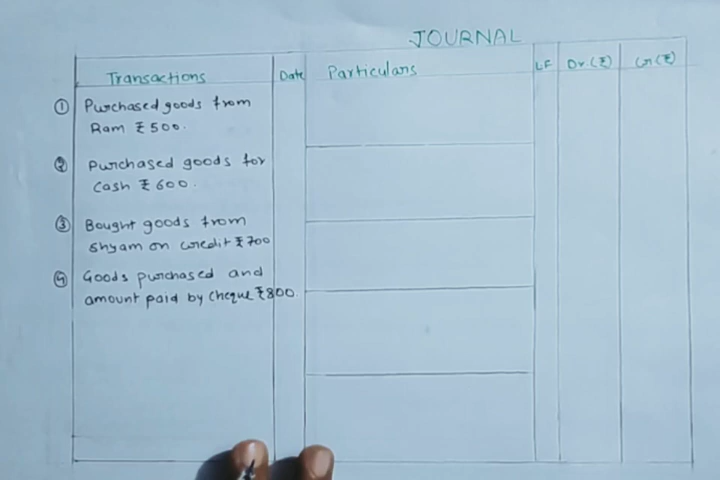 JOURNAL
Transactions Date Particulars LF Dr (₹) Cr (₹)
① Purchased goods from
Ram ₹ 500.
② Purchased goods for
cash ₹ 600.
③ Bought goods from
Shyam on credit ₹ 700
④ Goods purchased and
amount paid by cheque ₹800.